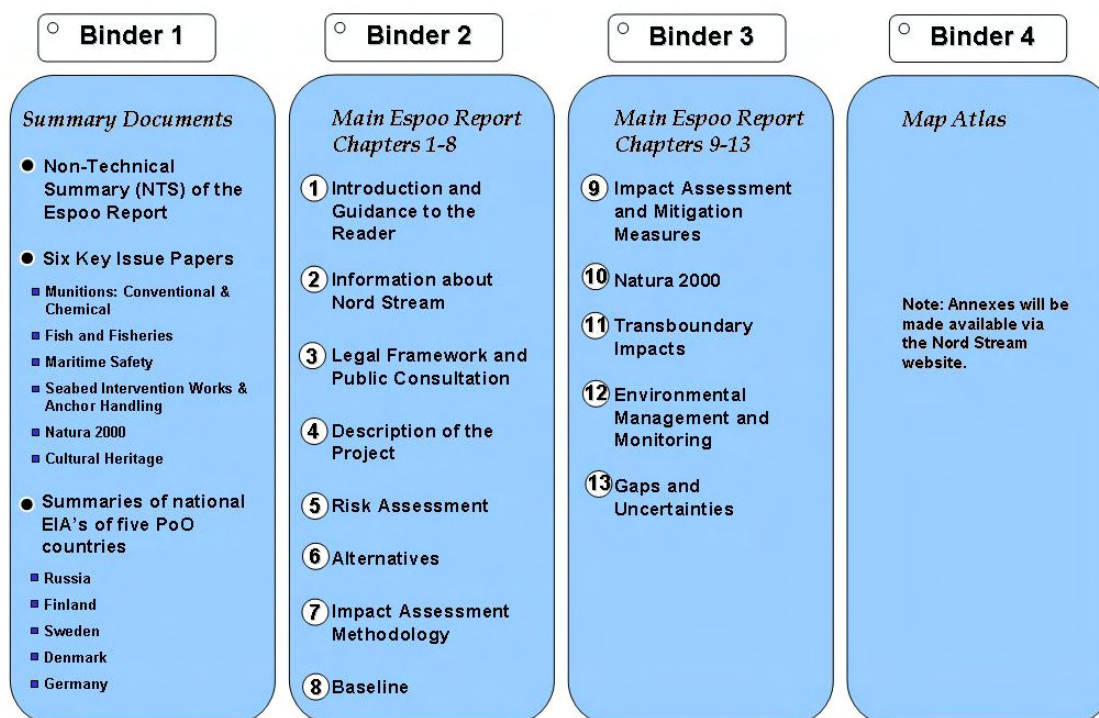 Binder 1
Summary Documents
Non-Technical
Summary (NTS) of the
Espoo Report
Six Key Issue Papers
Munitions: Conventional &
Chemical
Fish and Fisheries
Maritime Safety
Seabed Intervention Works &
Anchor Handling
Natura 2000
Cultural Heritage
Summaries of national
EIA's of five PoO
countries
Russia
Finland
Sweden
Denmark
Germany
Binder 2
Main Espoo Report
Chapters 1-8
1 Introduction and
Guidance to the
Reader
2 Information about
Nord Stream
3 Legal Framework and
Public Consultation
4 Description of the
Project
5 Risk Assessment
6 Alternatives
7 Impact Assessment
Methodology
8 Baseline
Binder 3
Main Espoo Report
Chapters 9-13
9 Impact Assessment
and Mitigation
Measures
10 Natura 2000
11 Transboundary
Impacts
12 Environmental
Management and
Monitoring
13 Gaps and
Uncertainties
Binder 4
Map Atlas
Note: Annexes will be
made available via
the Nord Stream
website.